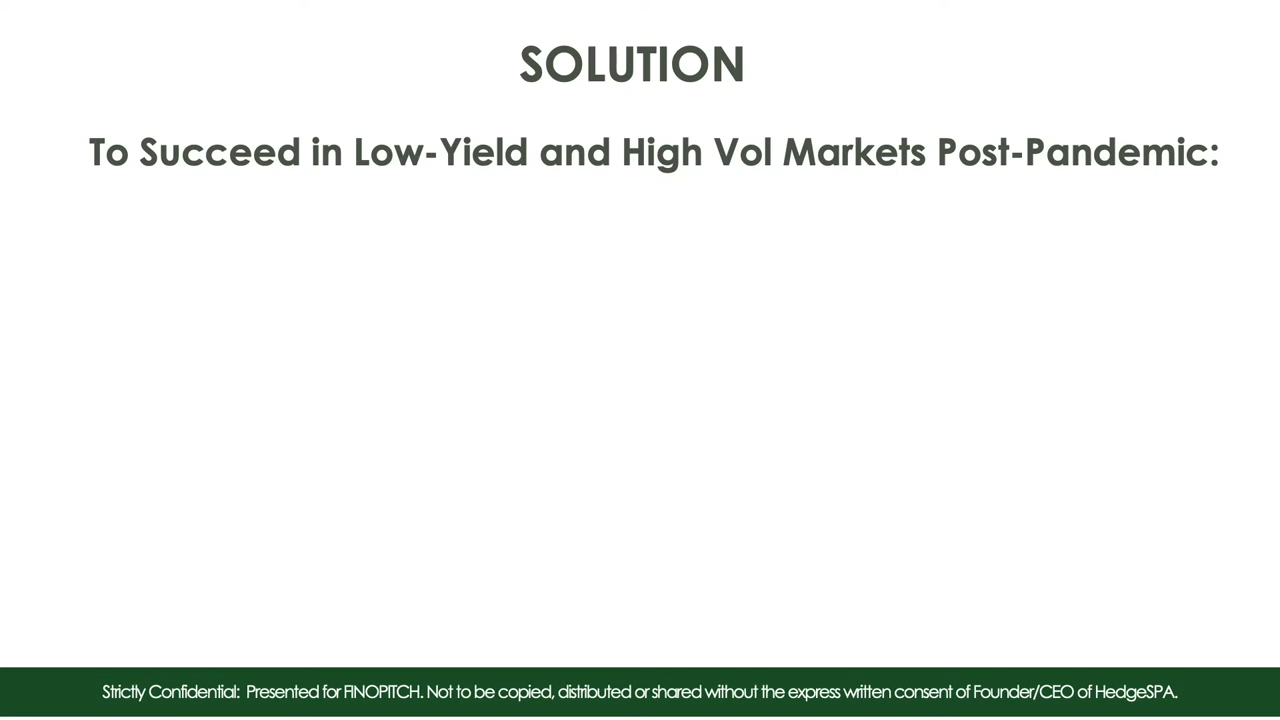 SOLUTION
To Succeed in Low-Yield and High Vol Markets Post-Pandemic:
Strictly Confidential: Presented for FINOPITCH. Not to be copied, distributed or shared without the express written consent of Founder/CEO of HedgeSPA.